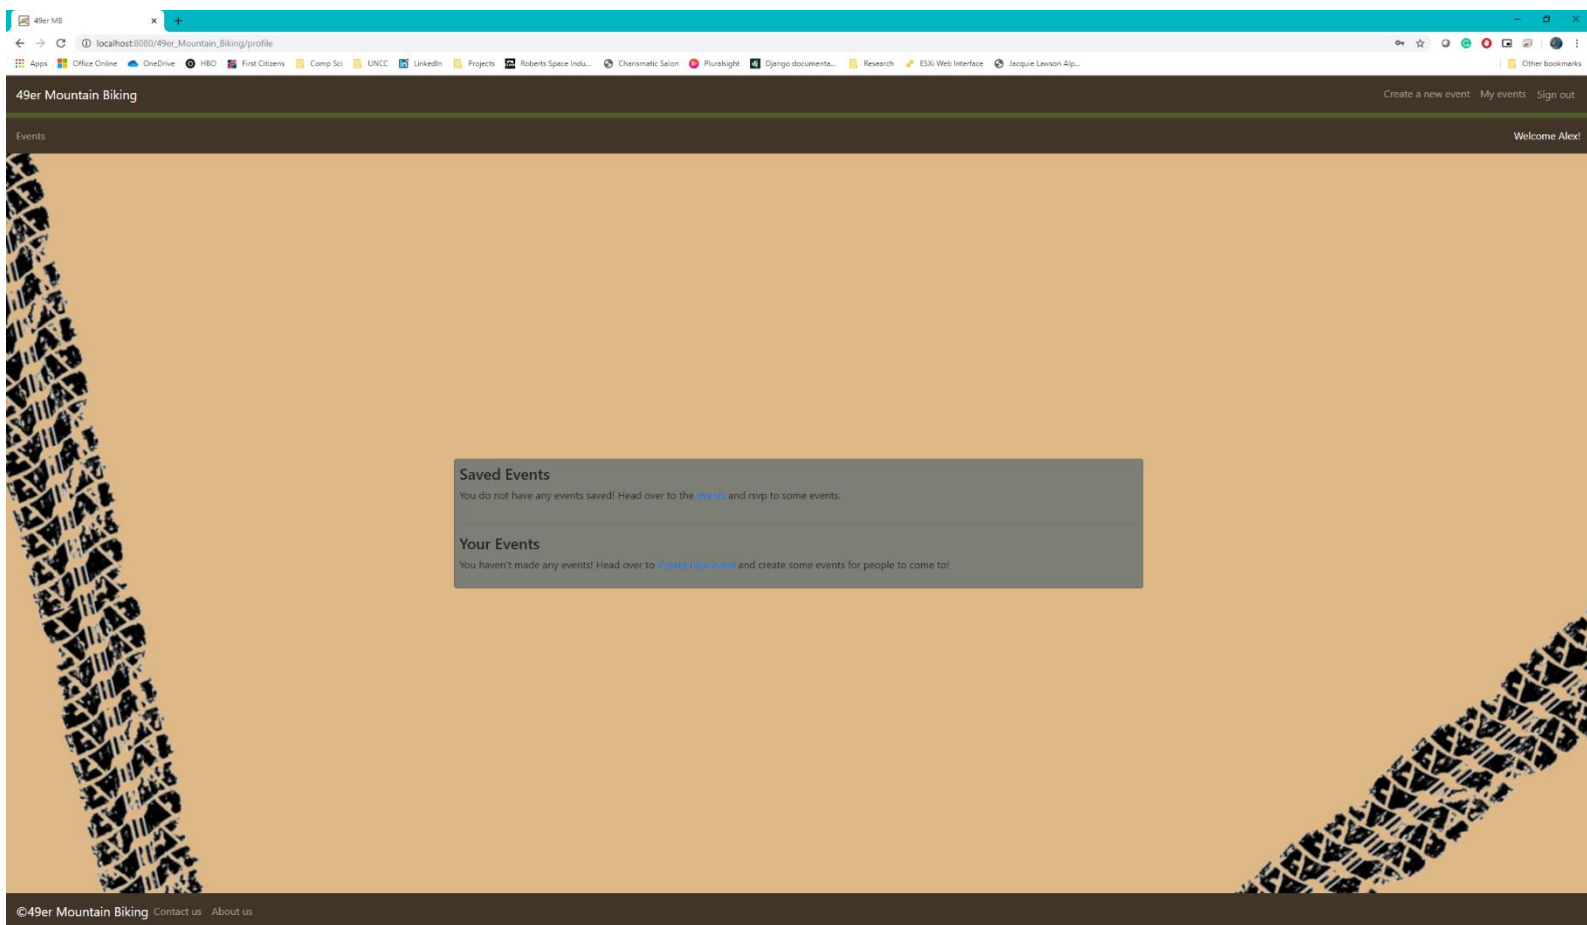 49er MB
localhost:8080/49er_Mountain_Biking/profile
Apps Office Online OneDrive HBO First Citizens Comp Sci UNCC LinkedIn Projects Roberts Space Indu... Charismatic Salon Pluralsight Django documenta... Research ESXi Web Interface Jacquie Lawson Alp... Other bookmarks
49er Mountain Biking Create a new event My events Sign out
Events Welcome Alex!
Saved Events
You do not have any events saved! Head over to the events and rsvp to some events.
Your Events
You haven't made any events! Head over to Create new event and create some events for people to come to!
©49er Mountain Biking Contact us About us